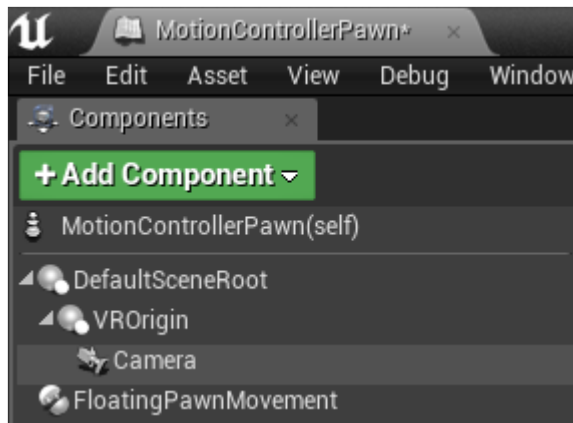 MotionControllerPawn*
File Edit Asset View Debug Window
Components
+ Add Component
MotionControllerPawn(self)
DefaultSceneRoot
VROrigin
Camera
FloatingPawnMovement